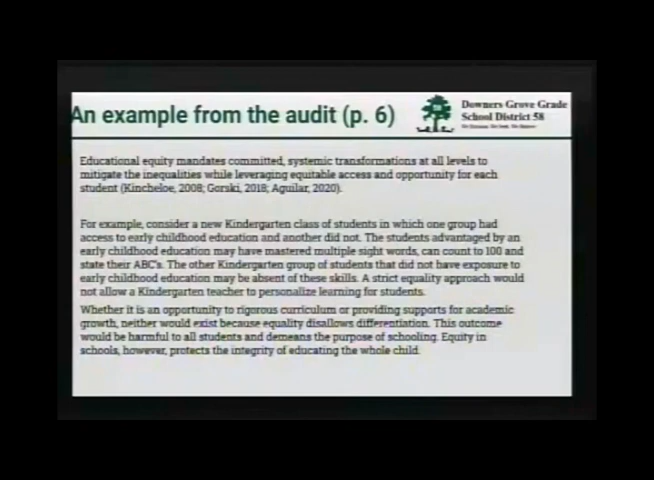 An example from the audit (p. 6)
58
Downers Grove Grade
School District 58
Educational equity mandates committed, systemic transformations at all levels to
mitigate the inequalities while leveraging equitable access and opportunity for each
student (Kincheloe, 2008; Gorski, 2018; Aguilar, 2020).
For example, consider a new Kindergarten class of students in which one group had
access to early childhood education and another did not. The students advantaged by an
early childhood education may have mastered multiple sight words, can count to 100 and
state their ABC's. The other Kindergarten group of students that did not have exposure to
early childhood education may be absent of these skills. A strict equality approach would
not allow a Kindergarten teacher to personalize learning for students.
Whether it is an opportunity to rigorous curriculum or providing supports for academic
growth, neither would exist because equality disallows differentiation. This outcome
would be harmful to all students and demeans the purpose of schooling. Equity in
schools, however, protects the integrity of educating the whole child.